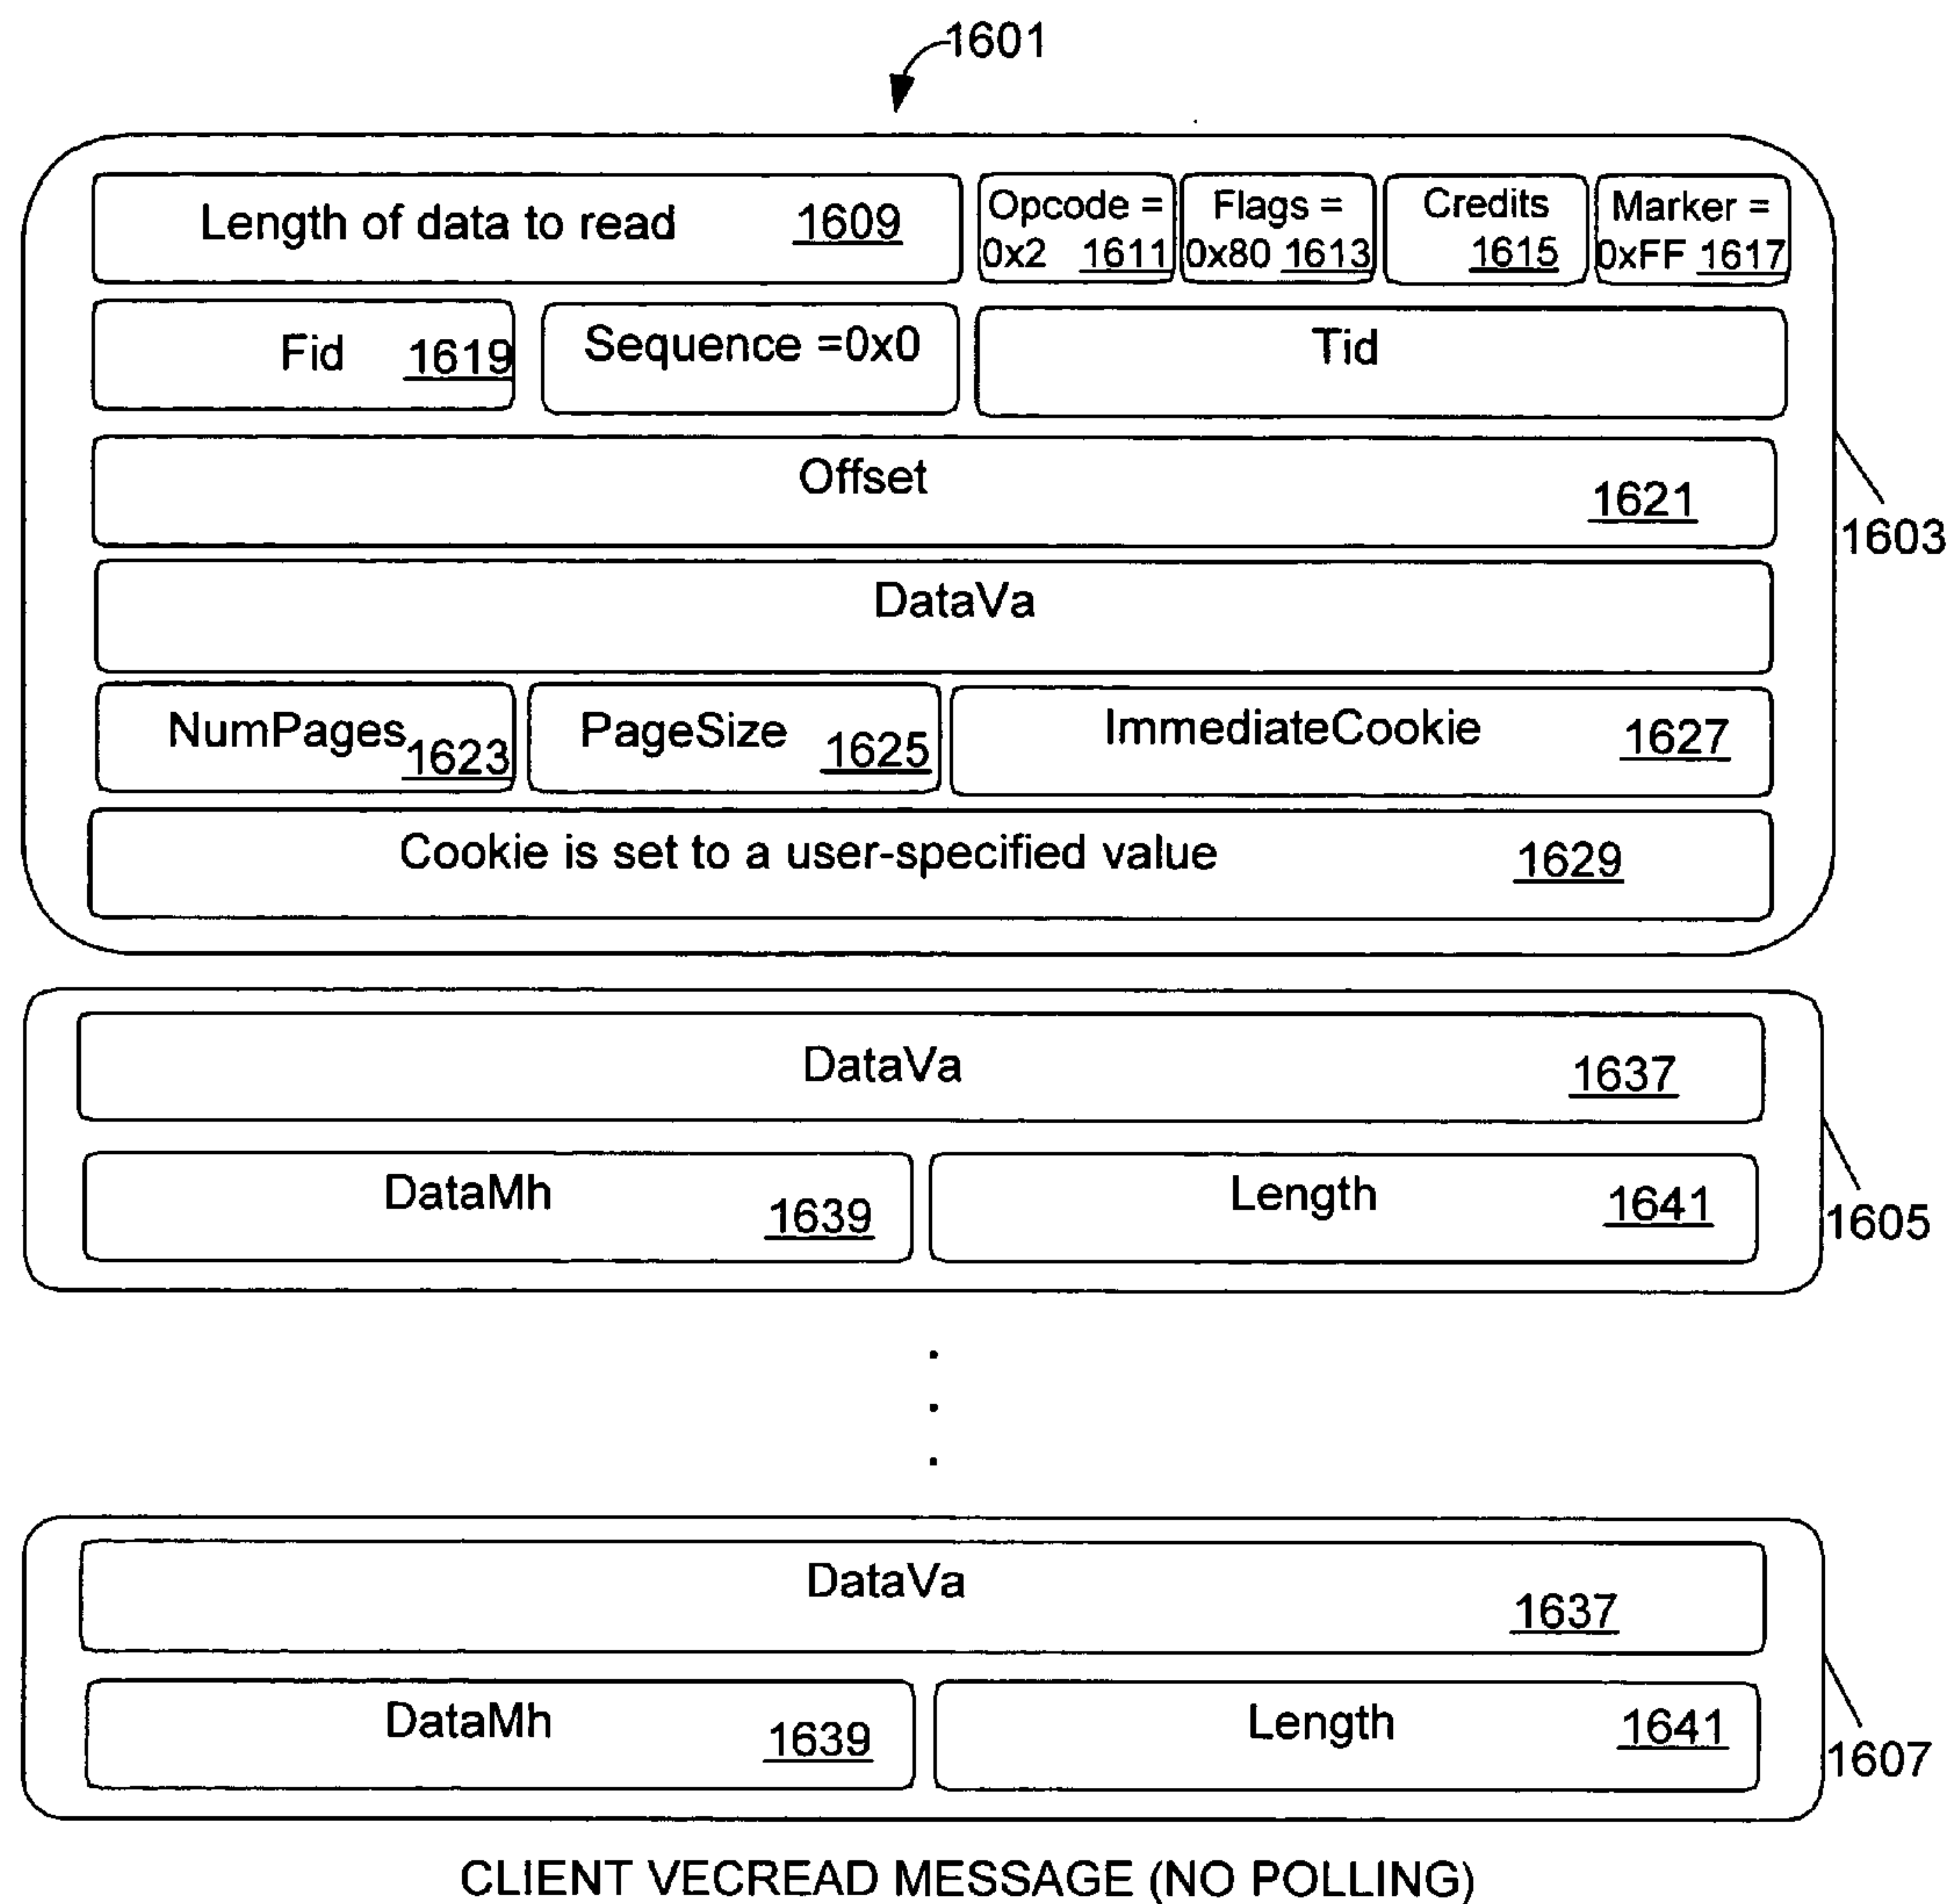 1601
Length of data to read 1609
Opcode =
0x2 1611
Flags =
0x80 1613
Credits
1615
Marker =
0xFF 1617
Fid 1619
Sequence =0x0
Tid
Offset
1621
1603
DataVa
NumPages 1623
PageSize 1625
ImmediateCookie 1627
Cookie is set to a user-specified value 1629
DataVa 1637
DataMh 1639
Length 1641
1605
.
.
.
DataVa
1637
DataMh 1639
Length 1641
1607
CLIENT VECREAD MESSAGE (NO POLLING)